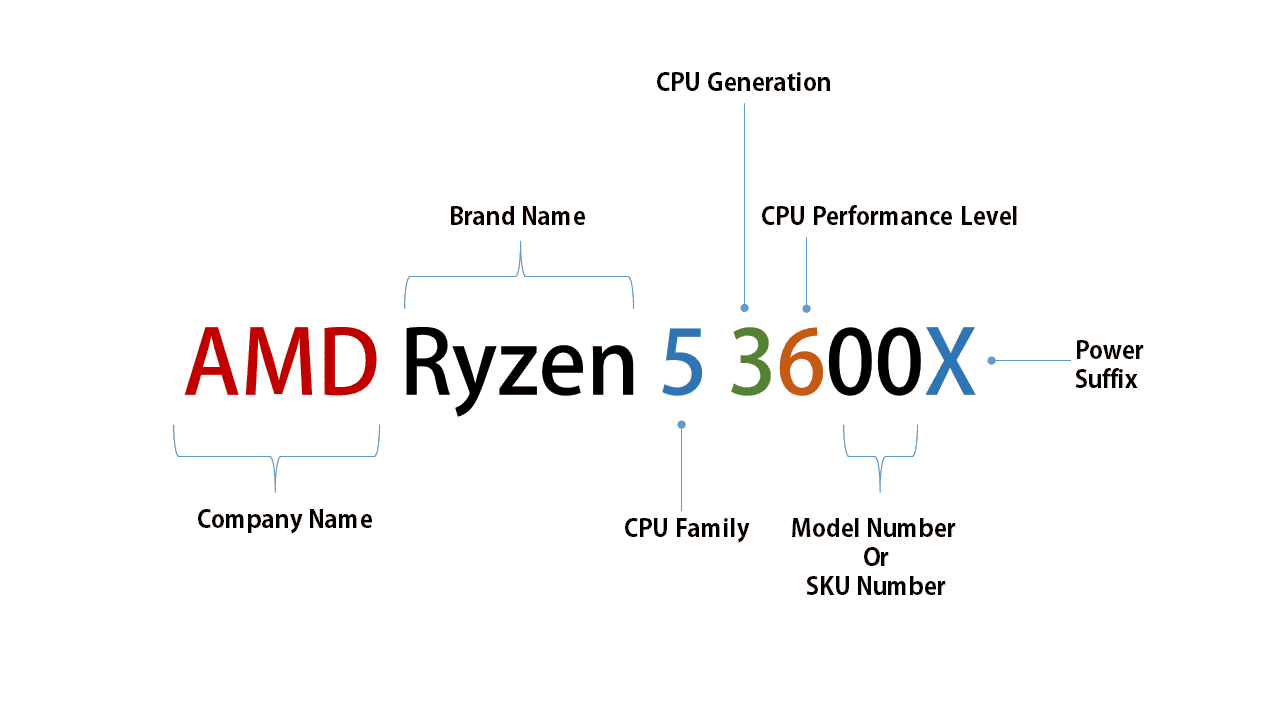 CPU Generation
Brand Name
CPU Performance Level
AMD Ryzen 5 3600X
Power
Suffix
Company Name
CPU Family
Model Number
Or
SKU Number